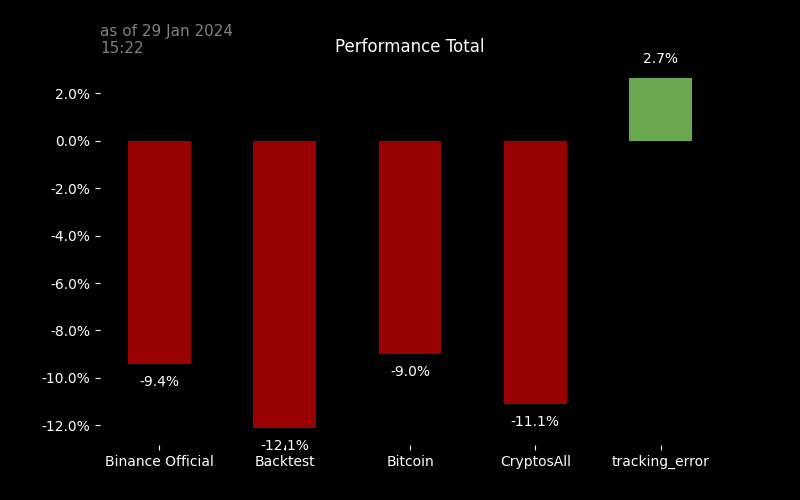 as of 29 Jan 2024
15:22
Performance Total
2.7%
2.0%
0.0%
-2.0%
-4.0%
-6.0%
-8.0%
-10.0%
-12.0%
-9.4%
-12.1%
-9.0%
-11.1%
Binance Official
Backtest
Bitcoin
CryptosAll
tracking_error